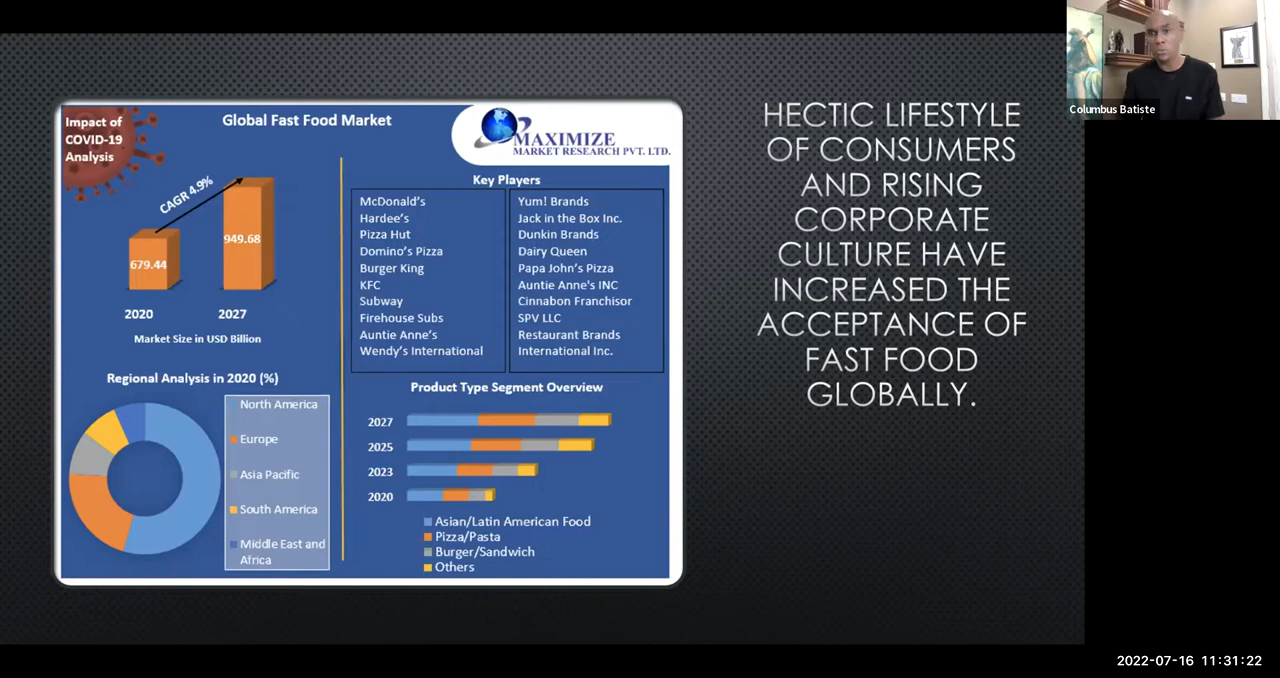 Impact of
COVID-19
Analysis
Global Fast Food Market
MAXIMIZE
MARKET RESEARCH PVT. LTD.
CAGR 4.9%
679.44
949.68
2020
2027
Market Size in USD Billion
Key Players
McDonald's
Hardee's
Pizza Hut
Domino's Pizza
Burger King
KFC
Subway
Firehouse Subs
Auntie Anne's
Wendy's International
Yum! Brands
Jack in the Box Inc.
Dunkin Brands
Dairy Queen
Papa John's Pizza
Auntie Anne's INC
Cinnabon Franchisor
SPV LLC
Restaurant Brands
International Inc.
Regional Analysis in 2020 (%)
North America
Europe
Asia Pacific
South America
Middle East and
Africa
Product Type Segment Overview
2027
2025
2023
2020
Asian/Latin American Food
Pizza/Pasta
Burger/Sandwich
Others
HECTIC LIFESTYLE
OF CONSUMERS
AND RISING
CORPORATE
CULTURE HAVE
INCREASED THE
ACCEPTANCE OF
FAST FOOD
GLOBALLY.
Columbus Batiste
2022-07-16 11:31:22